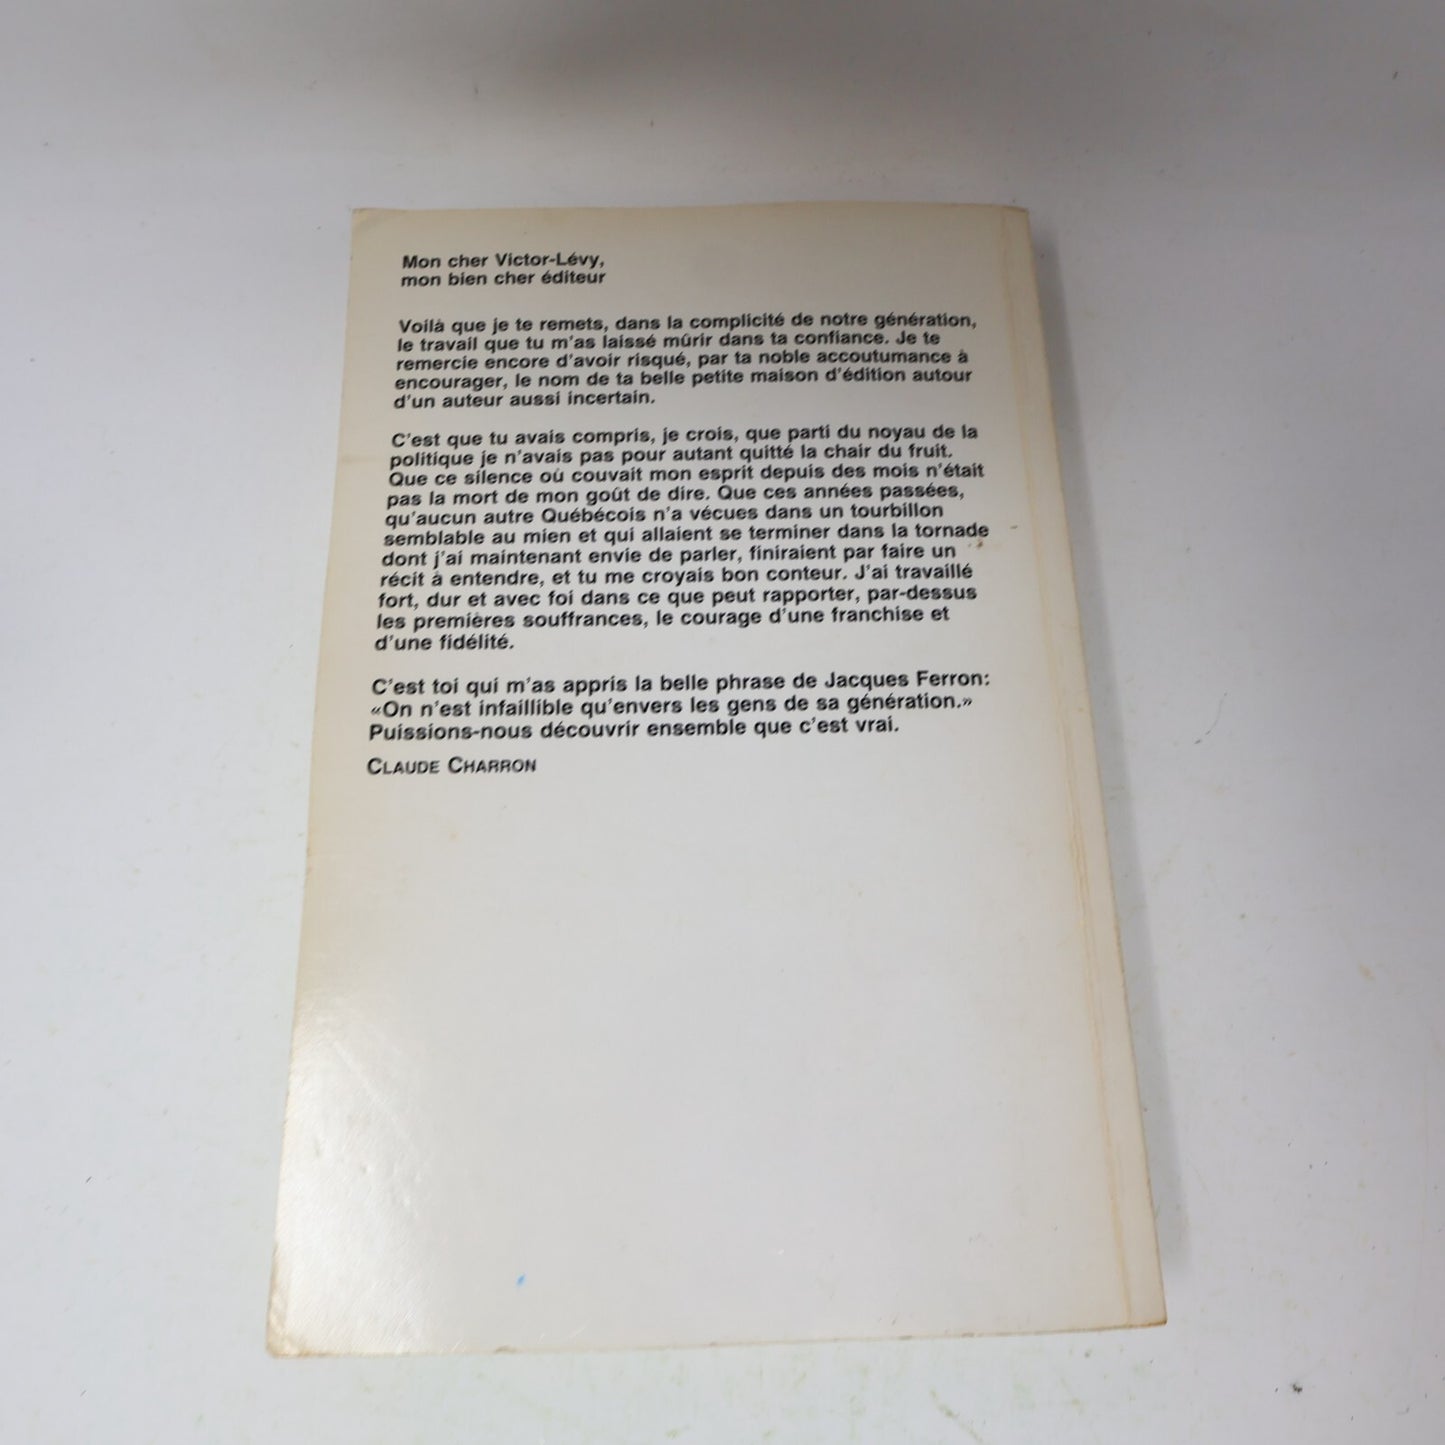 Mon cher Victor-Lévy,
mon bien cher éditeur
Voilà que je te remets, dans la complicité de notre génération,
le travail que tu m'as laissé mûrir dans ta confiance. Je te
remercie encore d'avoir risqué, par ta noble accoutumance à
encourager, le nom de ta belle petite maison d'édition autour
d'un auteur aussi incertain.
C'est que tu avais compris, je crois, que parti du noyau de la
politique je n'avais pas pour autant quitté la chair du fruit.
Que ce silence où couvait mon esprit depuis des mois n'était
pas la mort de mon goût de dire. Que ces années passées,
qu'aucun autre Québécois n'a vécues dans un tourbillon
semblable au mien et qui allaient se terminer dans la tornade
dont j'ai maintenant envie de parler, finiraient par faire un
récit à entendre, et tu me croyais bon conteur. J'ai travaillé
fort, dur et avec foi dans ce que peut rapporter, par-dessus
les premières souffrances, le courage d'une franchise et
d'une fidélité.
C'est toi qui m'as appris la belle phrase de Jacques Ferron:
«On n'est infaillible qu'envers les gens de sa génération.»
Puissions-nous découvrir ensemble que c'est vrai.
CLAUDE CHARRON